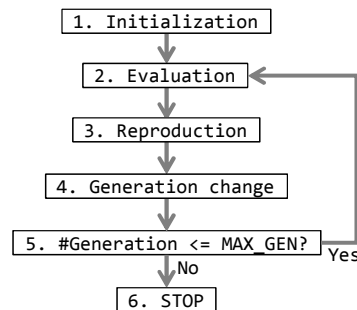 1. Initialization
2. Evaluation
3. Reproduction
4. Generation change
5. #Generation <= MAX_GEN?
Yes
No
6. STOP